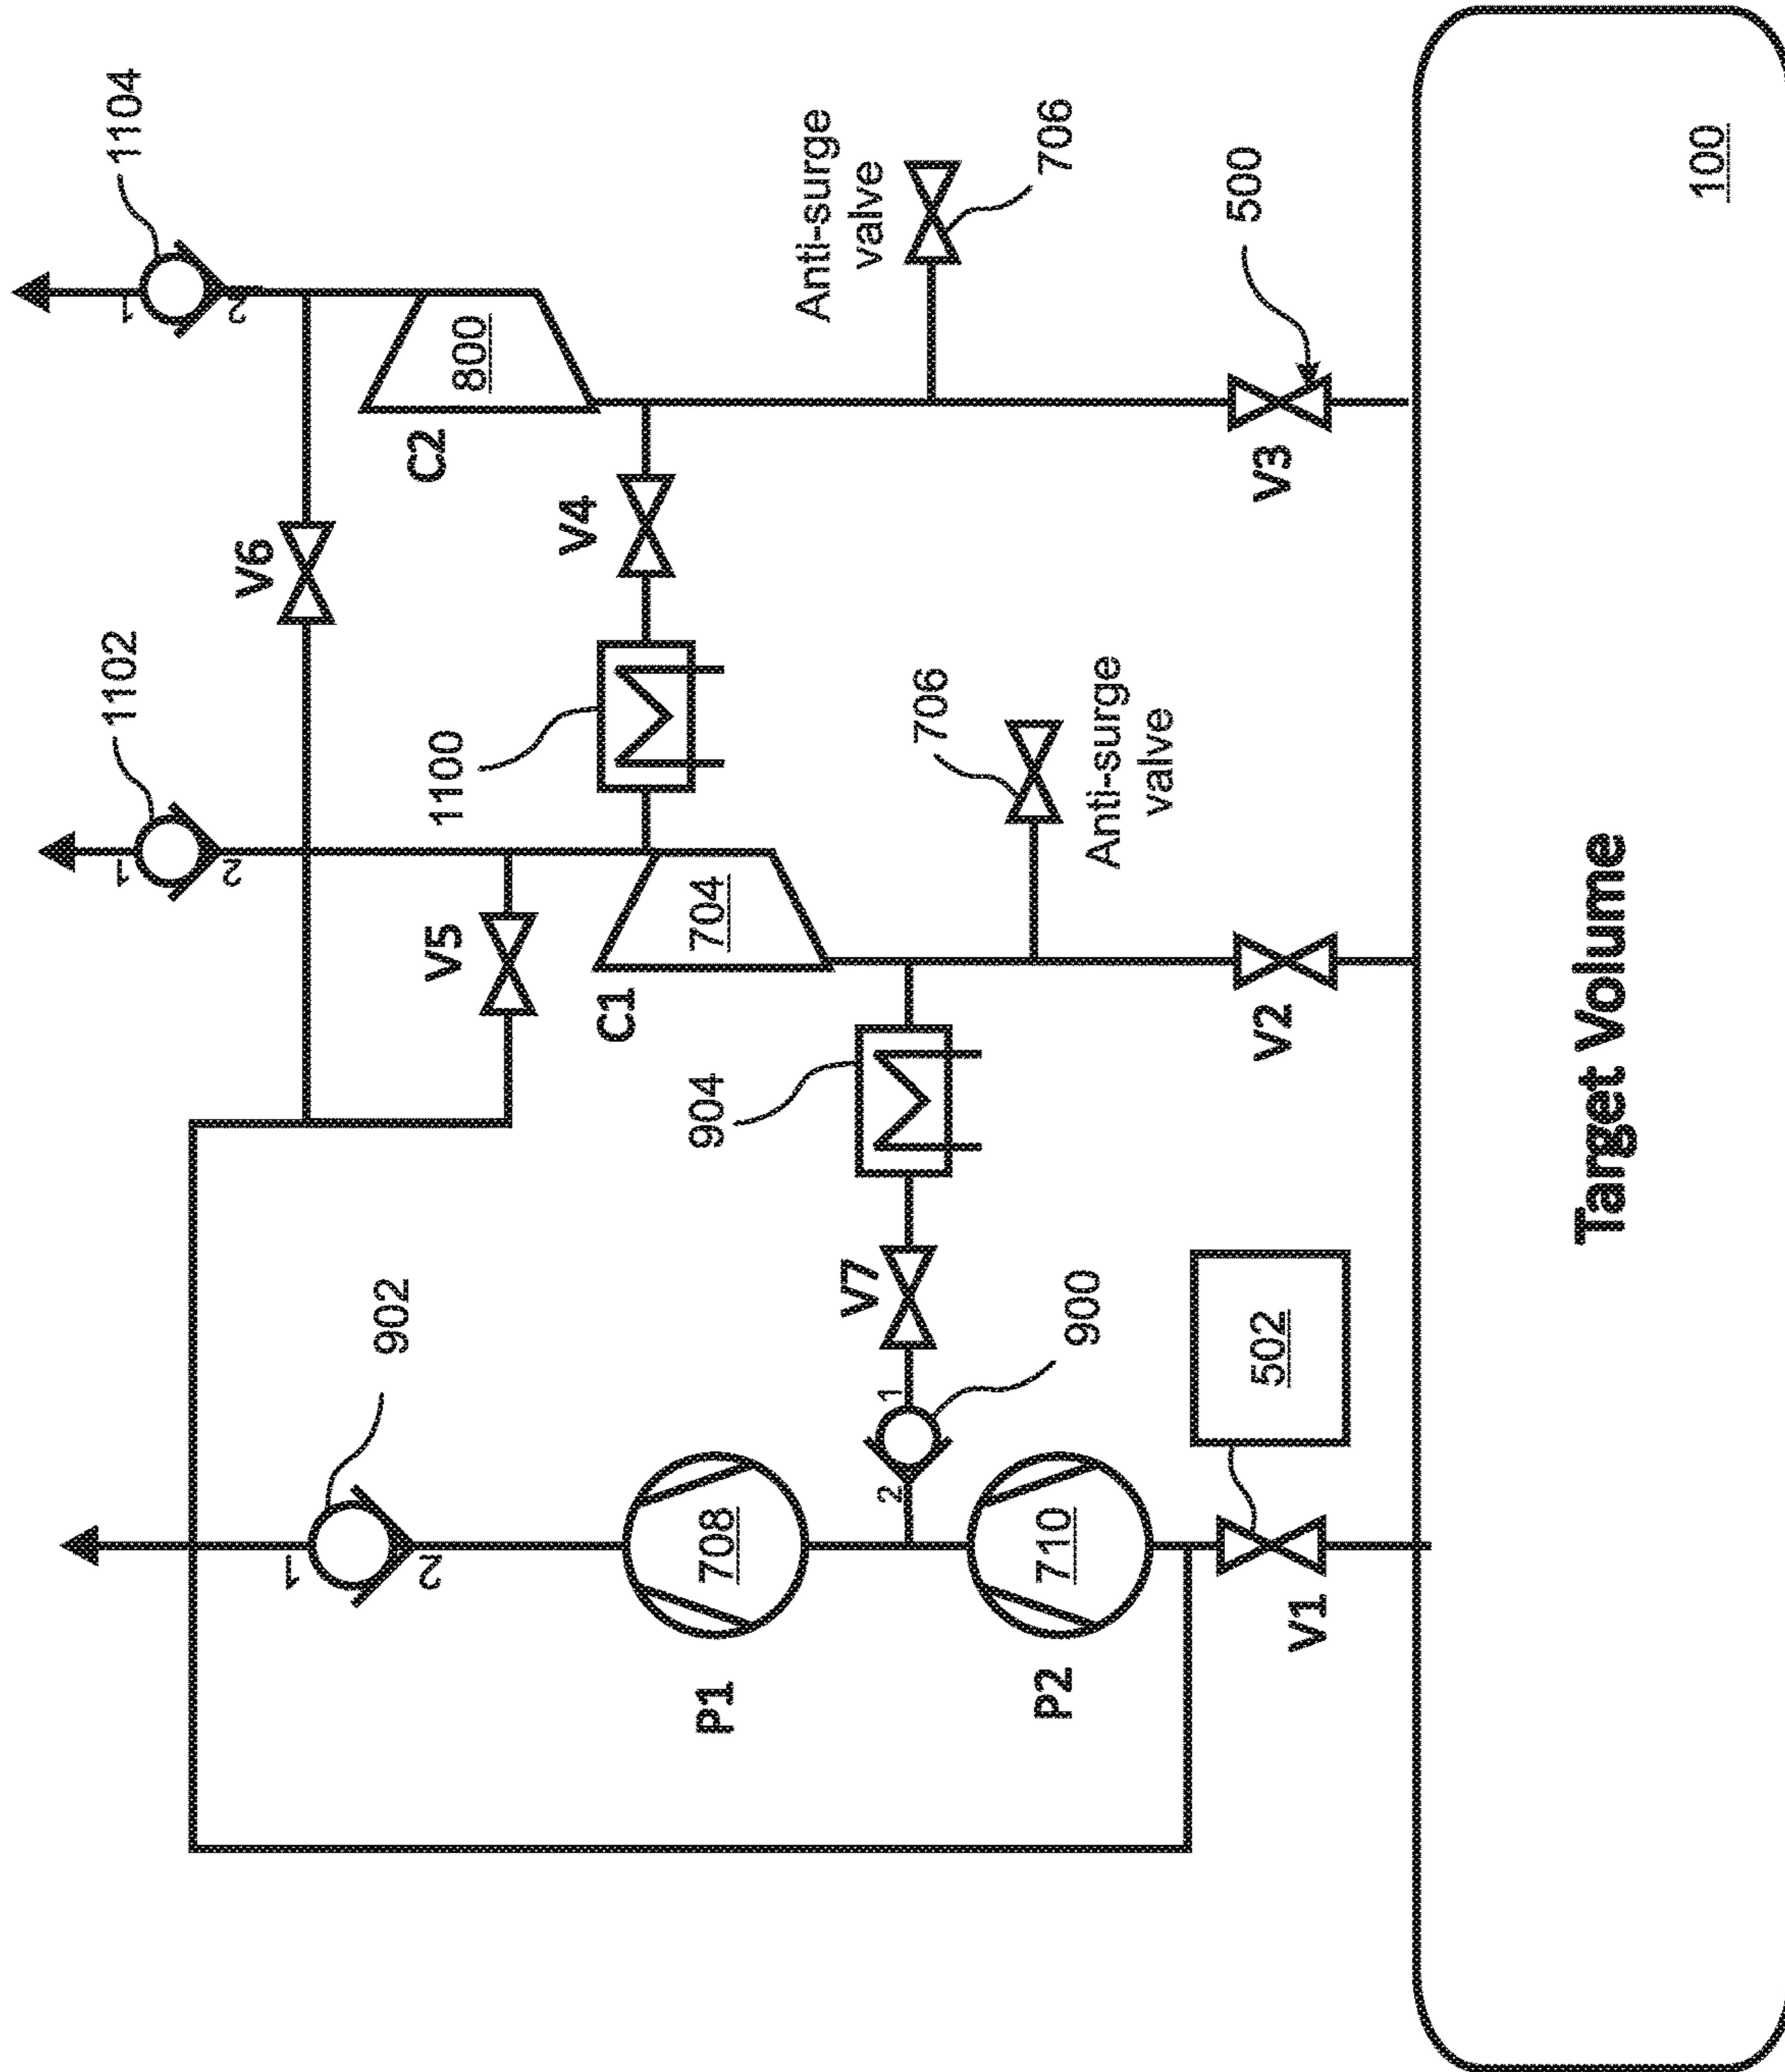 1104
1
2
1102
1
2
V6
800
C2
Anti-surge
valve
706
V4
1100
500
V3
902
1
2
V5
704
C1
706
Anti-surge
valve
904
V2
V7
1
2
900
708
P1
710
P2
502
V1
100
Target Volume